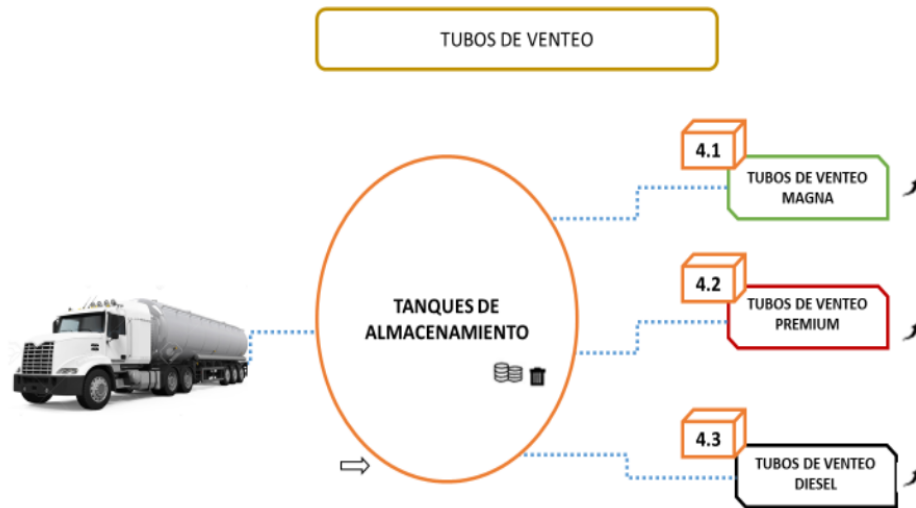 TUBOS DE VENTEO
4.1
TUBOS DE VENTEO
MAGNA
4.2
TUBOS DE VENTEO
PREMIUM
TANQUES DE
ALMACENAMIENTO
4.3
TUBOS DE VENTEO
DIESEL